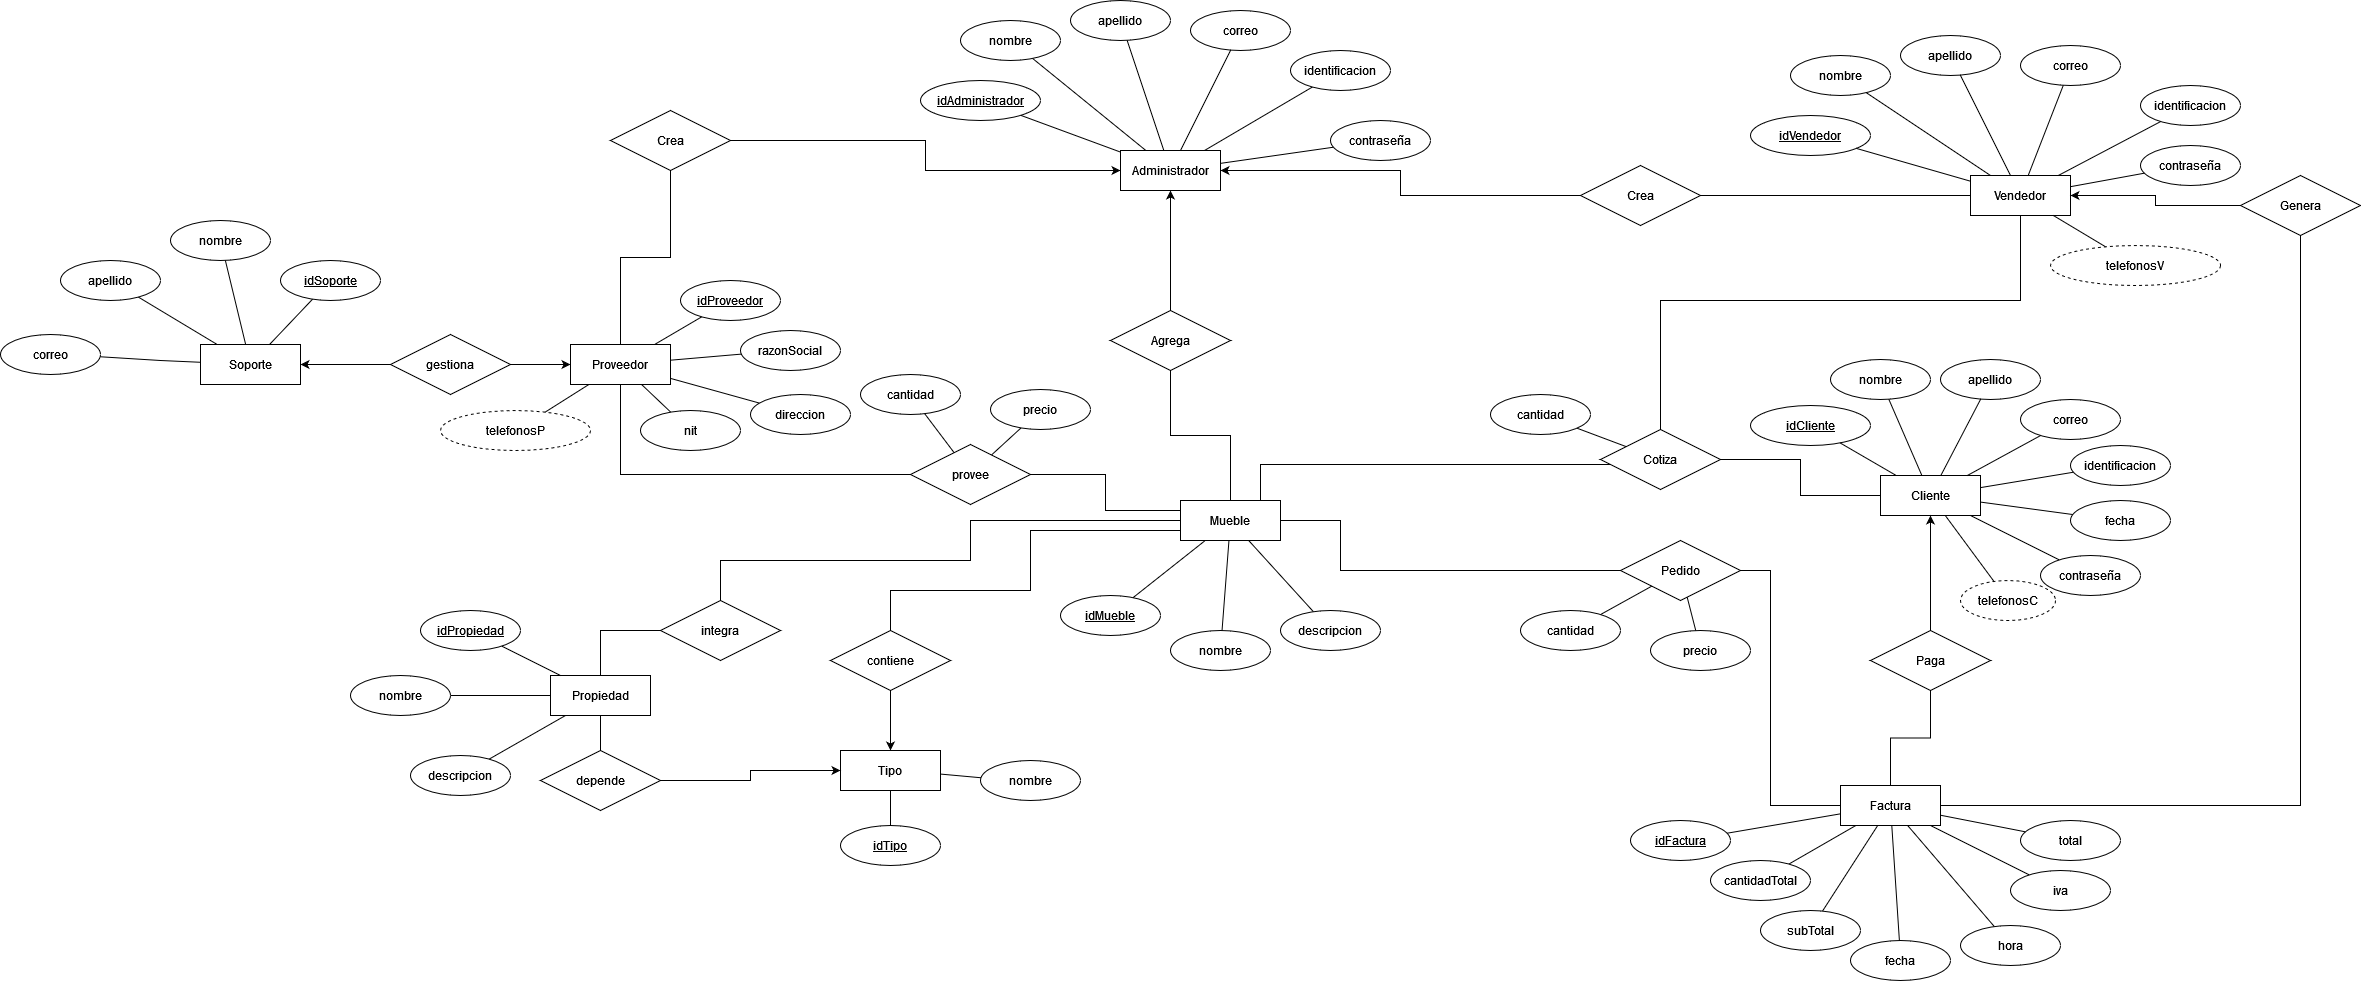 apellido
nombre
correo
identificacion
idAdministrador
contraseña
Administrador
apellido
nombre
correo
identificacion
idVendedor
contraseña
Vendedor
telefonosV
Genera
Crea
Crea
nombre
apellido
idSoporte
correo
Soporte
gestiona
Proveedor
idProveedor
razonSocial
direccion
nit
telefonosP
Agrega
cantidad
precio
provee
cantidad
Cotiza
nombre
apellido
idCliente
correo
identificacion
Cliente
fecha
contraseña
telefonosC
Mueble
idMueble
nombre
descripcion
Pedido
cantidad
precio
Paga
integra
contiene
idPropiedad
nombre
Propiedad
descripcion
depende
Tipo
nombre
idTipo
Factura
idFactura
total
cantidadTotal
iva
subTotal
hora
fecha